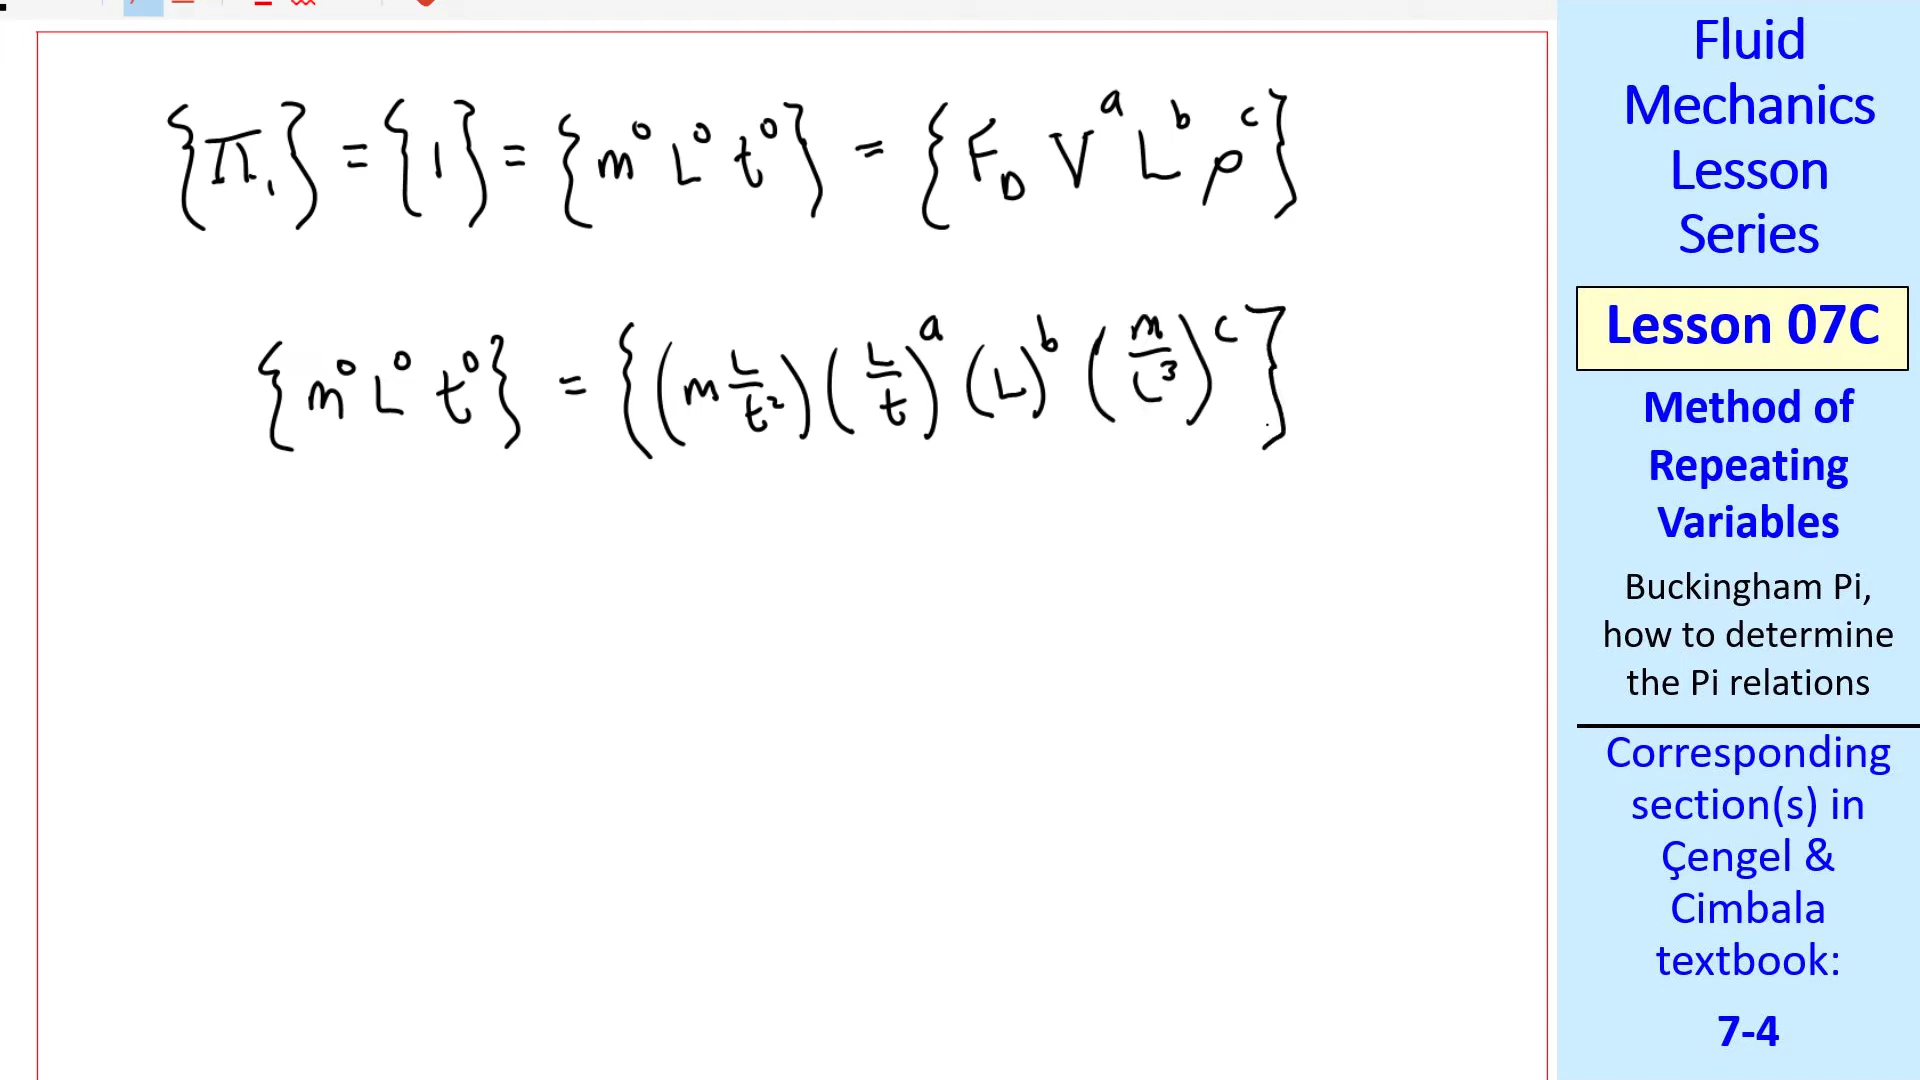 {Π₁} = {1} = {m⁰ L⁰ t⁰} = {F_D V^a L^b ρ^c}
{m⁰ L⁰ t⁰} = {(m L/t²)(L/t)^a (L)^b (m/L³)^c}
Fluid
Mechanics
Lesson
Series
Lesson 07C
Method of
Repeating
Variables
Buckingham Pi,
how to determine
the Pi relations
Corresponding
section(s) in
Çengel &
Cimbala
textbook:
7-4